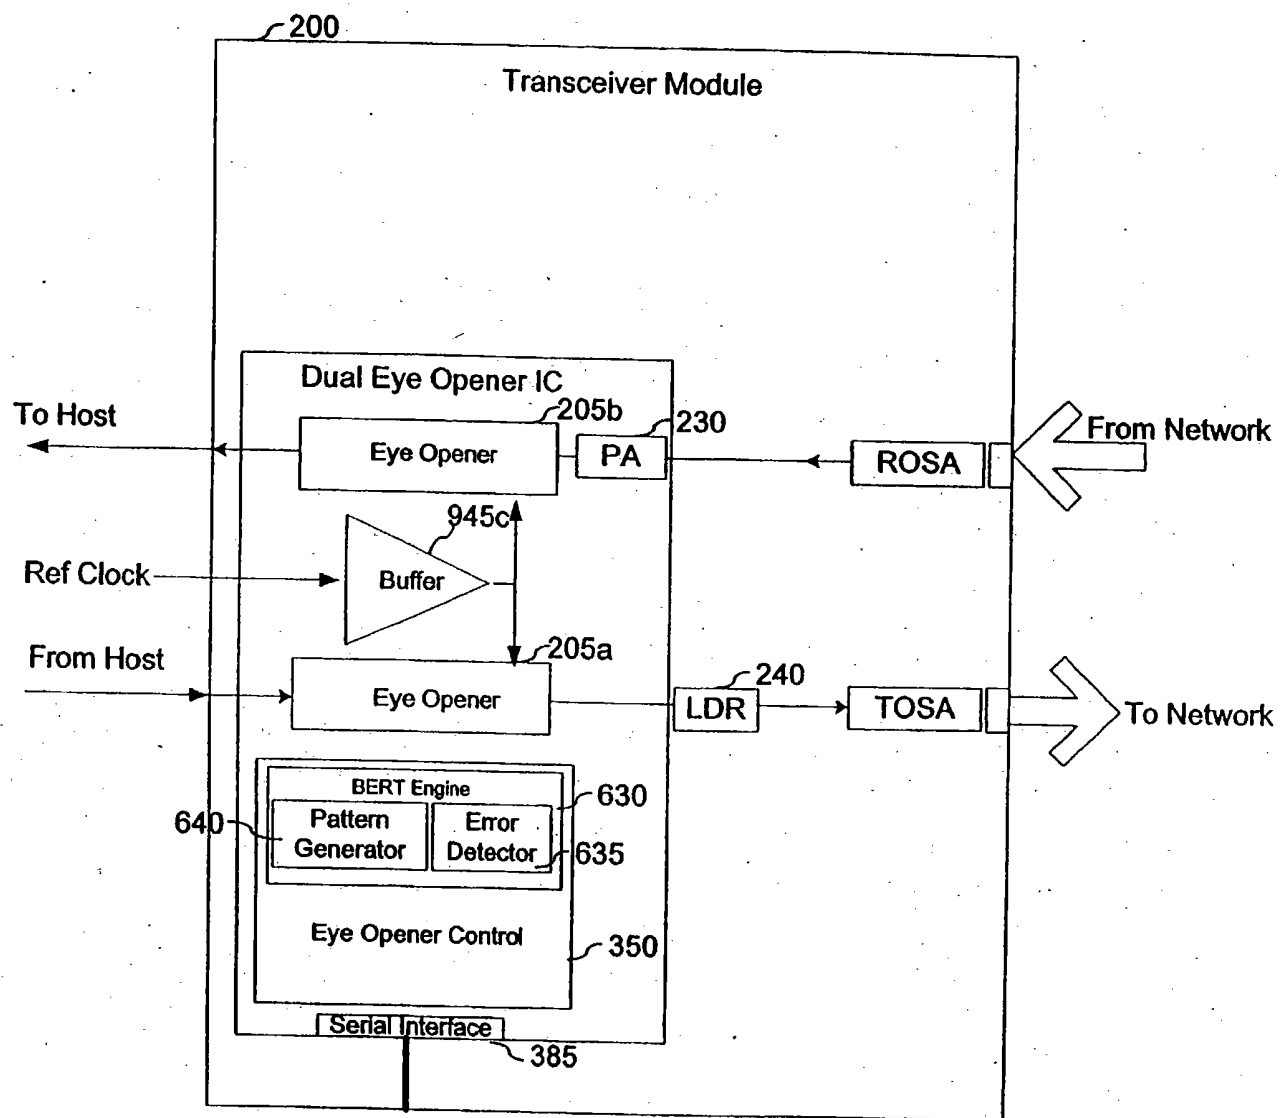 200
Transceiver Module
Dual Eye Opener IC
To Host
205b
230
From Network
Eye Opener
PA
ROSA
945c
Ref Clock
Buffer
From Host
205a
240
Eye Opener
LDR
TOSA
To Network
BERT Engine
630
640
Pattern
Generator
Error
Detector
635
Eye Opener Control
350
Serial Interface
385